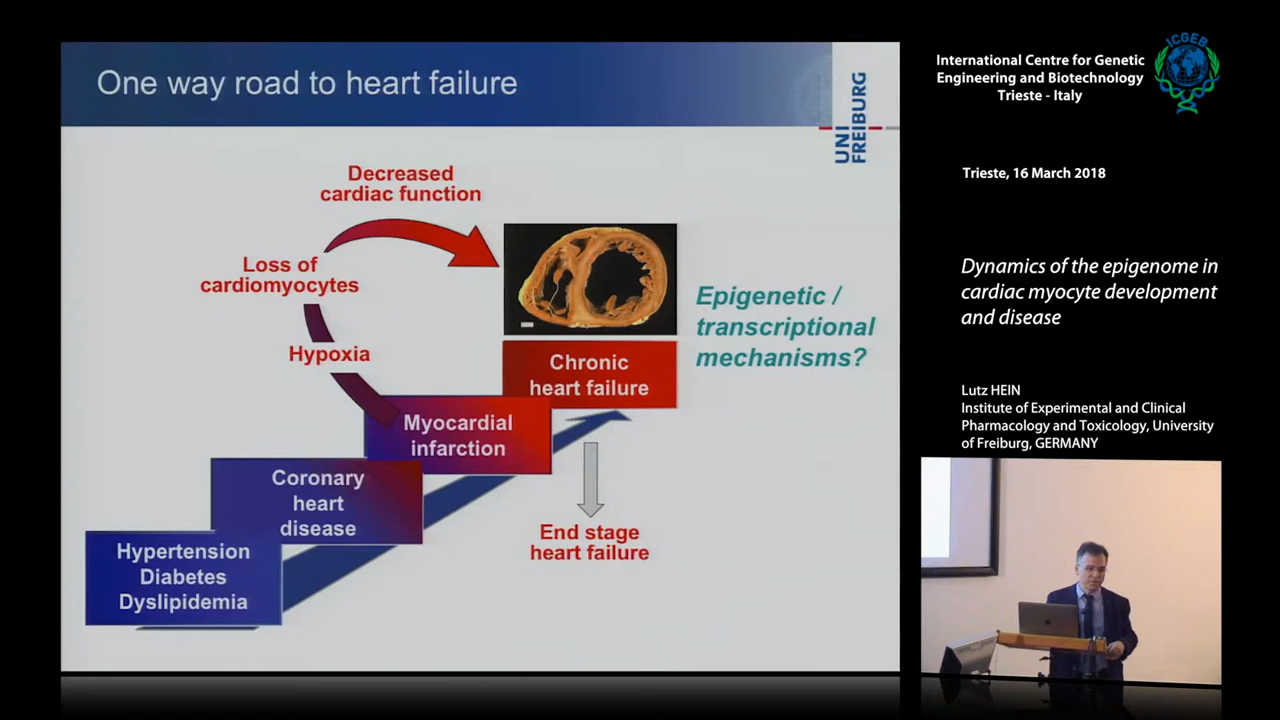 One way road to heart failure
UNI
FREIBURG
Decreased
cardiac function
Loss of
cardiomyocytes
Hypoxia
Epigenetic /
transcriptional
mechanisms?
Chronic
heart failure
Myocardial
infarction
Coronary
heart
disease
Hypertension
Diabetes
Dyslipidemia
End stage
heart failure
International Centre for Genetic
Engineering and Biotechnology
Trieste - Italy
ICGEB
Trieste, 16 March 2018
Dynamics of the epigenome in
cardiac myocyte development
and disease
Lutz HEIN
Institute of Experimental and Clinical
Pharmacology and Toxicology, University
of Freiburg, GERMANY